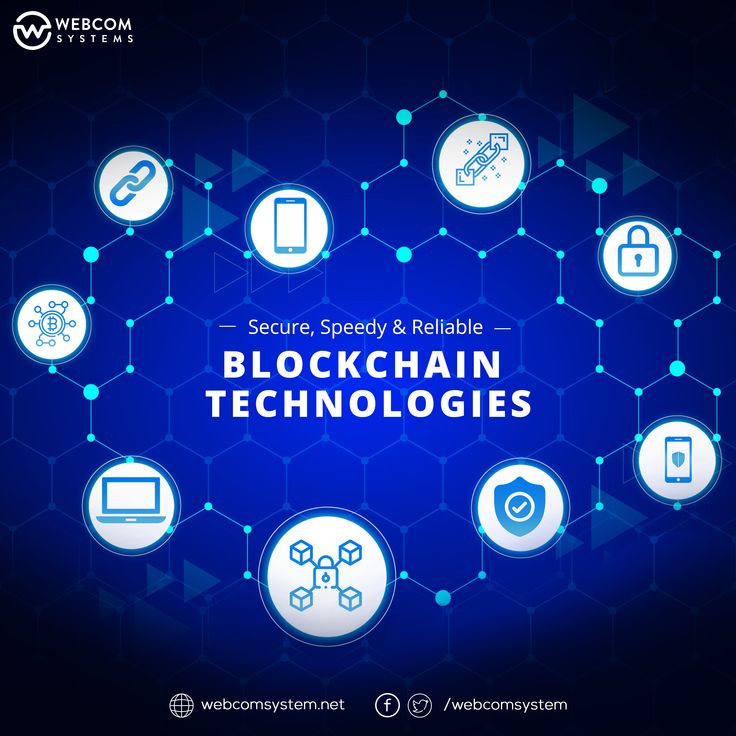 WEBCOM
SYSTEMS
Secure, Speedy & Reliable
BLOCKCHAIN
TECHNOLOGIES
webcomsystem.net
/webcomsystem